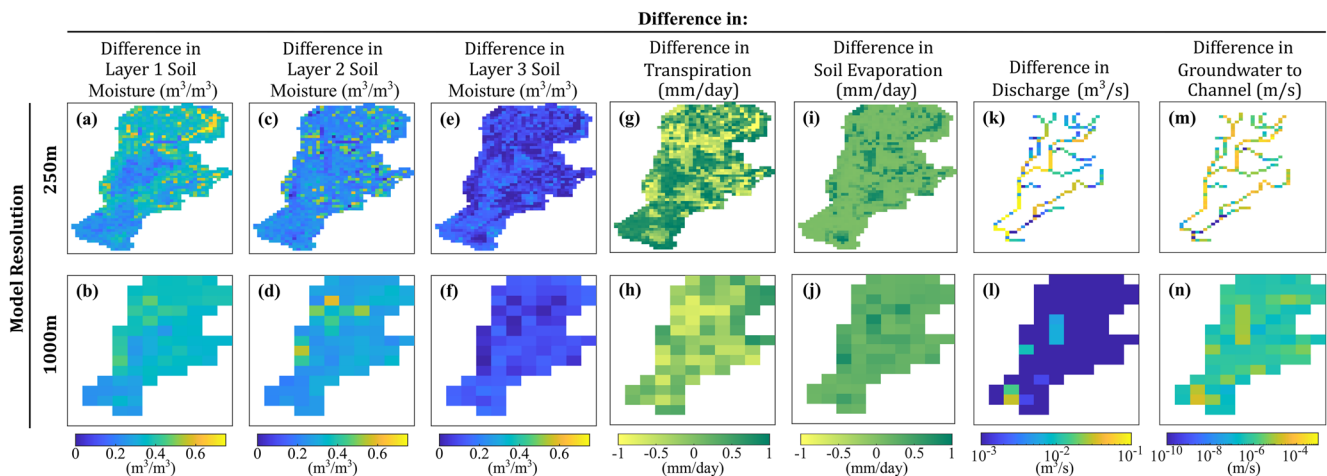 Difference in:
Difference in
Layer 1 Soil
Moisture (m³/m³)
Difference in
Layer 2 Soil
Moisture (m³/m³)
Difference in
Layer 3 Soil
Moisture (m³/m³)
Difference in
Transpiration
(mm/day)
Difference in
Soil Evaporation
(mm/day)
Difference in
Discharge (m³/s)
Difference in
Groundwater to
Channel (m/s)
Model Resolution
250m
(a)
(c)
(e)
(g)
(i)
(k)
(m)
1000m
(b)
(d)
(f)
(h)
(j)
(l)
(n)
0 0.2 0.4 0.6
(m³/m³)
0 0.2 0.4 0.6
(m³/m³)
0 0.2 0.4 0.6
(m³/m³)
-1 -0.5 0 0.5 1
(mm/day)
-1 -0.5 0 0.5 1
(mm/day)
10⁻³ 10⁻² 10⁻¹
(m³/s)
10⁻¹⁰ 10⁻⁸ 10⁻⁶ 10⁻⁴
(m/s)